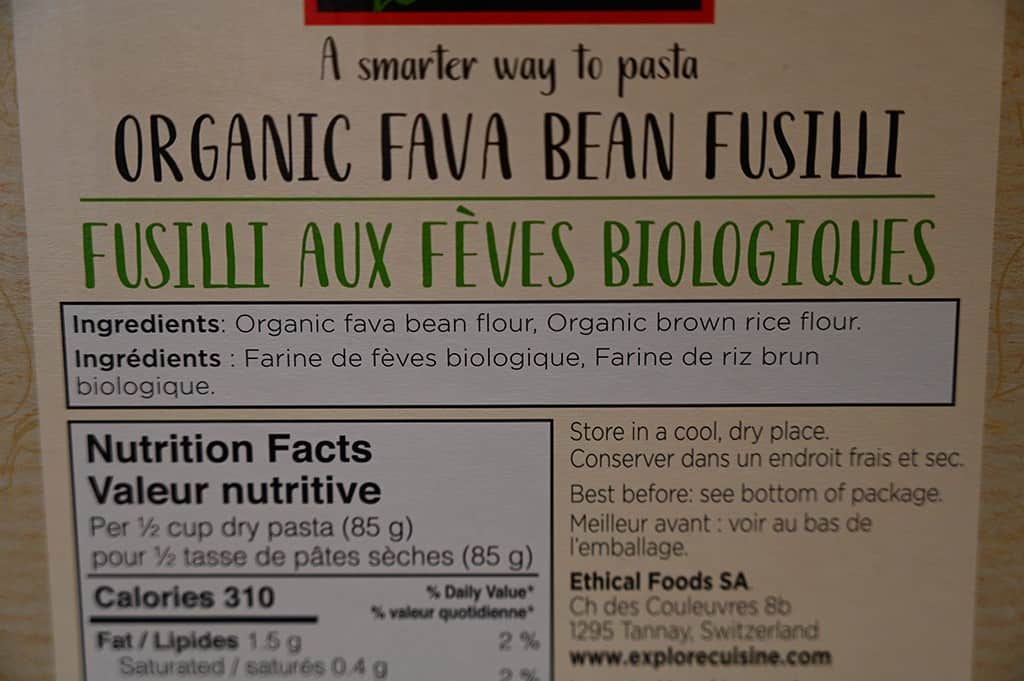 A smarter way to pasta
ORGANIC FAVA BEAN FUSILLI
FUSILLI AUX FÈVES BIOLOGIQUES
Ingredients: Organic fava bean flour, Organic brown rice flour.
Ingrédients : Farine de fèves biologique, Farine de riz brun
biologique.
Nutrition Facts
Valeur nutritive
Per ½ cup dry pasta (85 g)
pour ½ tasse de pâtes sèches (85 g)
Calories 310
% Daily Value*
% valeur quotidienne*
Fat / Lipides 1.5 g 2 %
Saturated / saturés 0.4 g 2 %
Store in a cool, dry place.
Conserver dans un endroit frais et sec.
Best before: see bottom of package.
Meilleur avant : voir au bas de
l'emballage.
Ethical Foods SA
Ch des Couleuvres 8b
1295 Tannay, Switzerland
www.explorecuisine.com